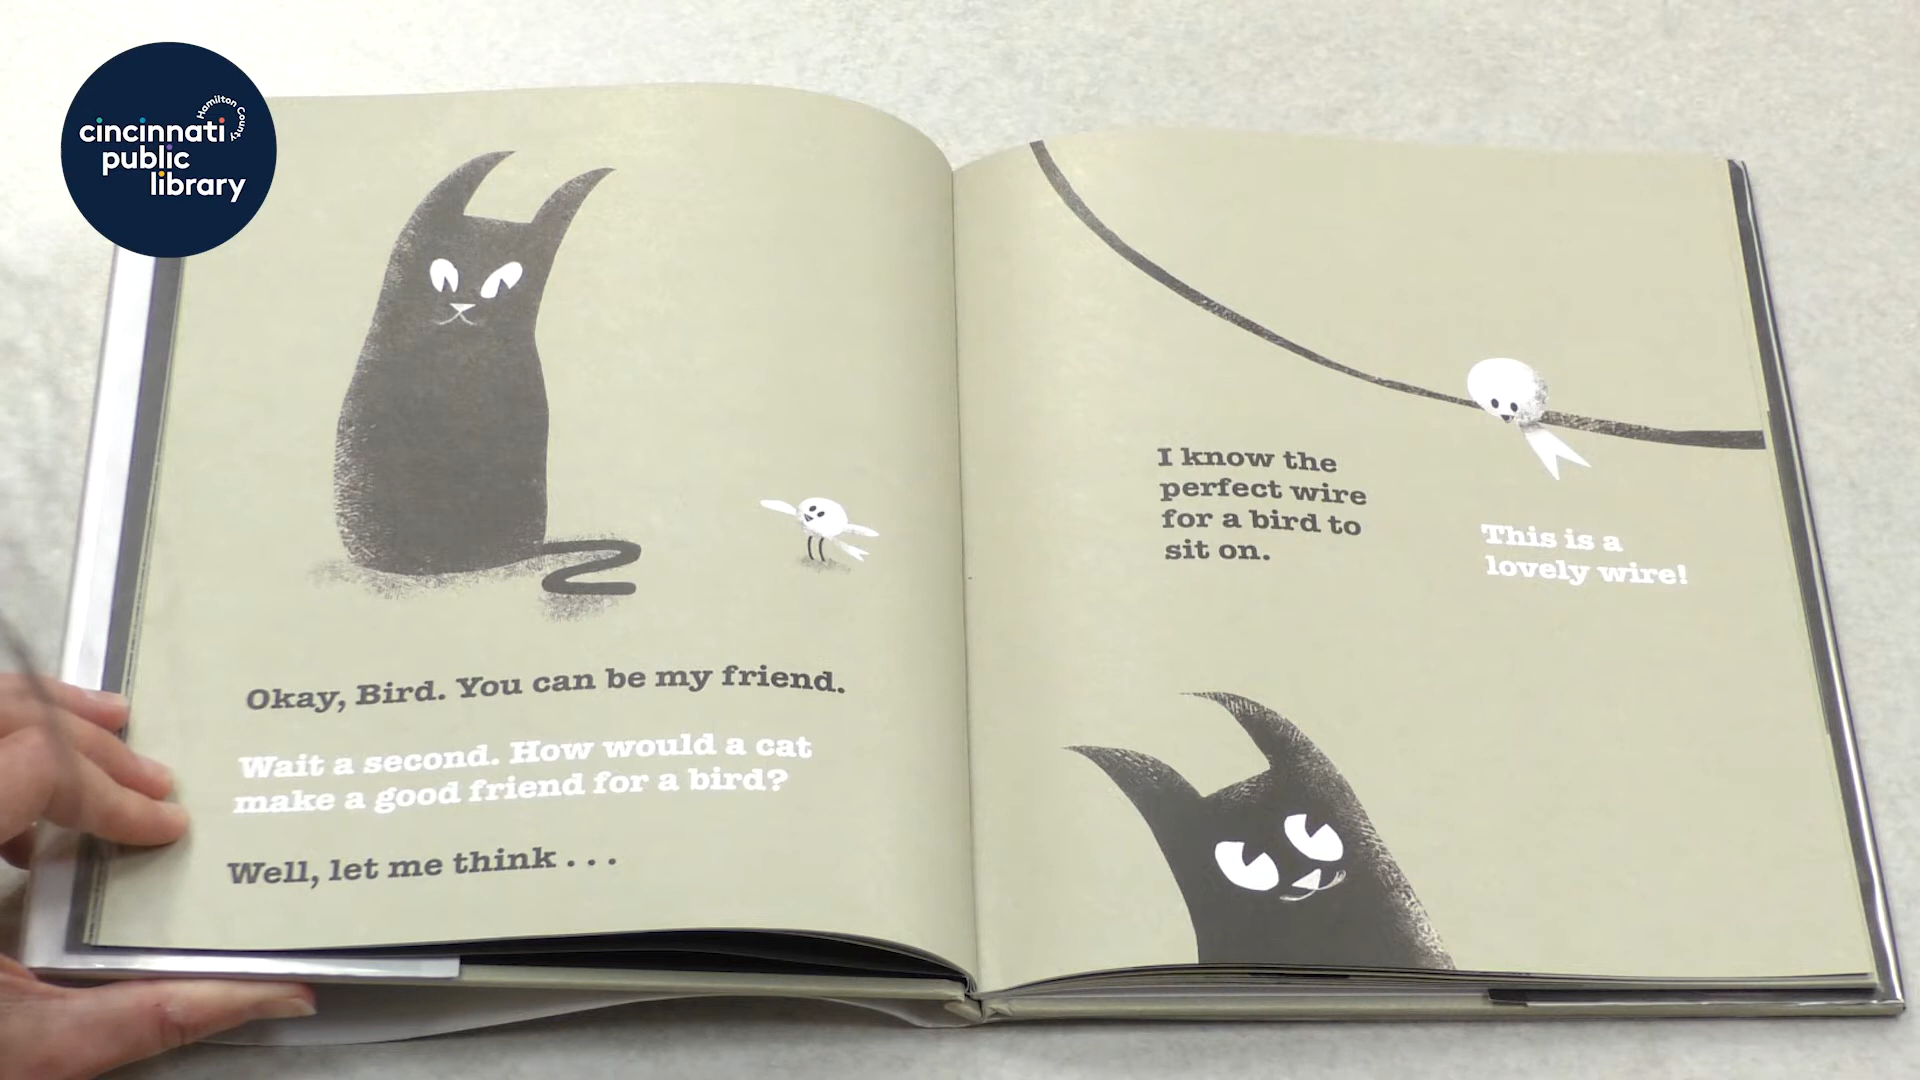 Hamilton County
cincinnati
public
library
Okay, Bird. You can be my friend.
Wait a second. How would a cat
make a good friend for a bird?
Well, let me think . . .
I know the
perfect wire
for a bird to
sit on.
This is a
lovely wire!